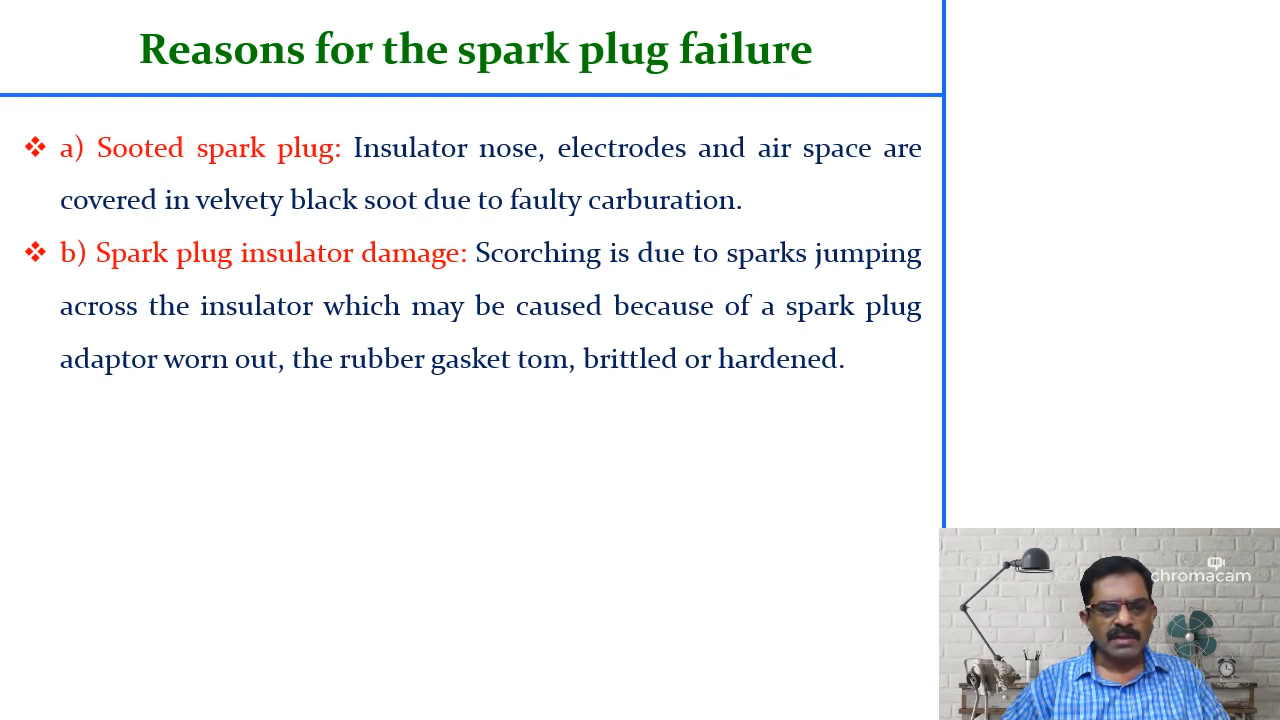 Reasons for the spark plug failure
❖ a) Sooted spark plug: Insulator nose, electrodes and air space are
covered in velvety black soot due to faulty carburation.
❖ b) Spark plug insulator damage: Scorching is due to sparks jumping
across the insulator which may be caused because of a spark plug
adaptor worn out, the rubber gasket tom, brittled or hardened.
chromacam